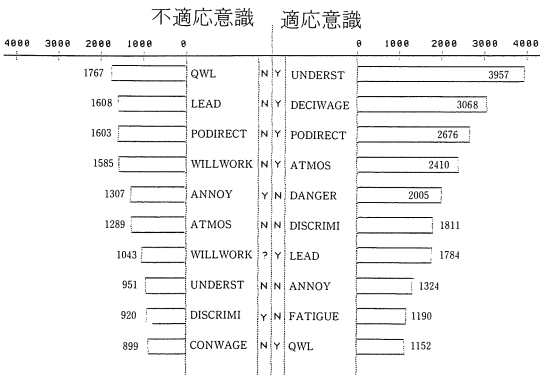 不適応意識 適応意識
4000 3000 2000 1000 0 0 1000 2000 3000 4000
1767 QWL N Y UNDERST 3957
1608 LEAD N Y DECIWAGE 3068
1603 PODIRECT N Y PODIRECT 2676
1585 WILLWORK N Y ATMOS 2410
1307 ANNOY Y N DANGER 2005
1289 ATMOS N N DISCRIMI 1811
1043 WILLWORK ? Y LEAD 1784
951 UNDERST N N ANNOY 1324
920 DISCRIMI Y N FATIGUE 1190
899 CONWAGE N Y QWL 1152